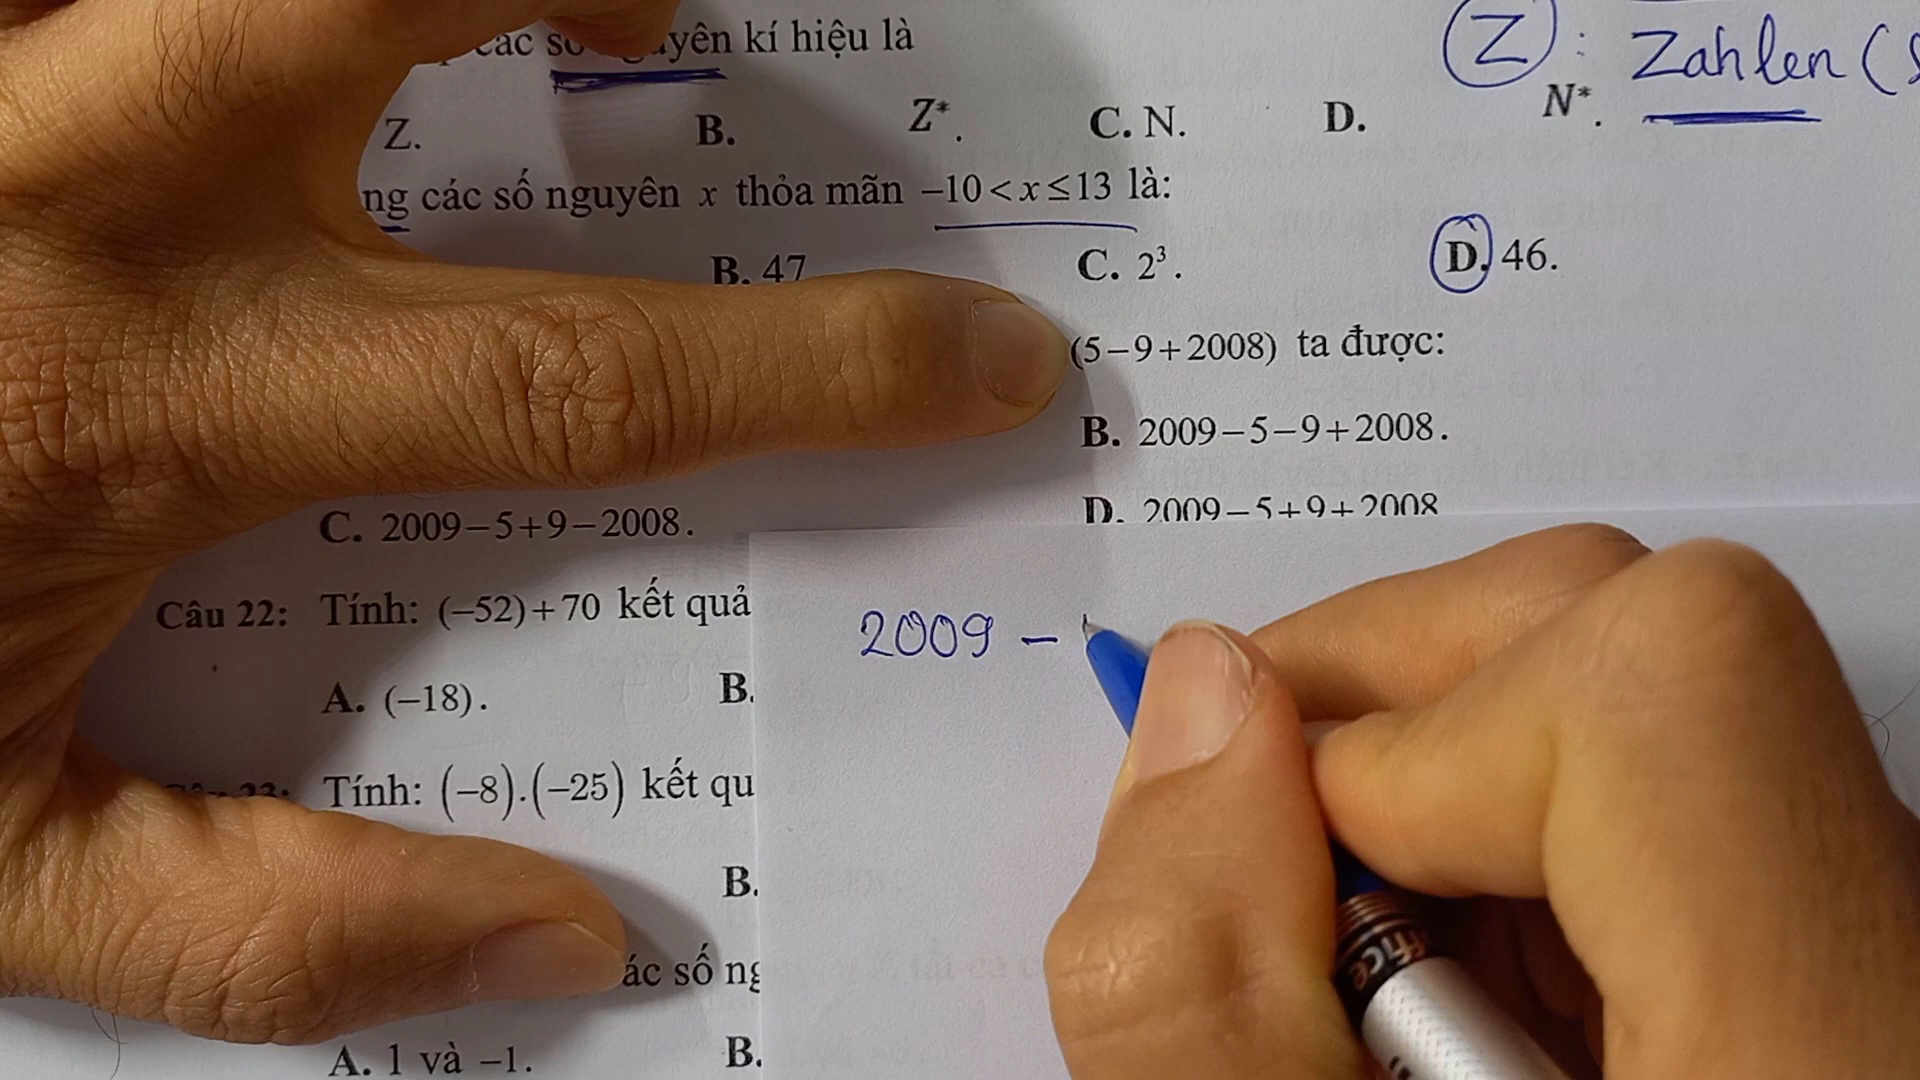 các số nguyên kí hiệu là
Z : Zahlen (
Z. B. Z*. C. N. D. N*.
ng các số nguyên x thỏa mãn −10 < x ≤ 13 là:
B. 47 C. 2³. D. 46.
(5−9+2008) ta được:
B. 2009−5−9+2008.
C. 2009−5+9−2008. D. 2009−5+9+2008
Câu 22: Tính: (−52)+70 kết quả
2009 −
A. (−18). B.
Tính: (−8).(−25) kết qu
B.
ác số ng
A. 1 và −1. B.
ffice